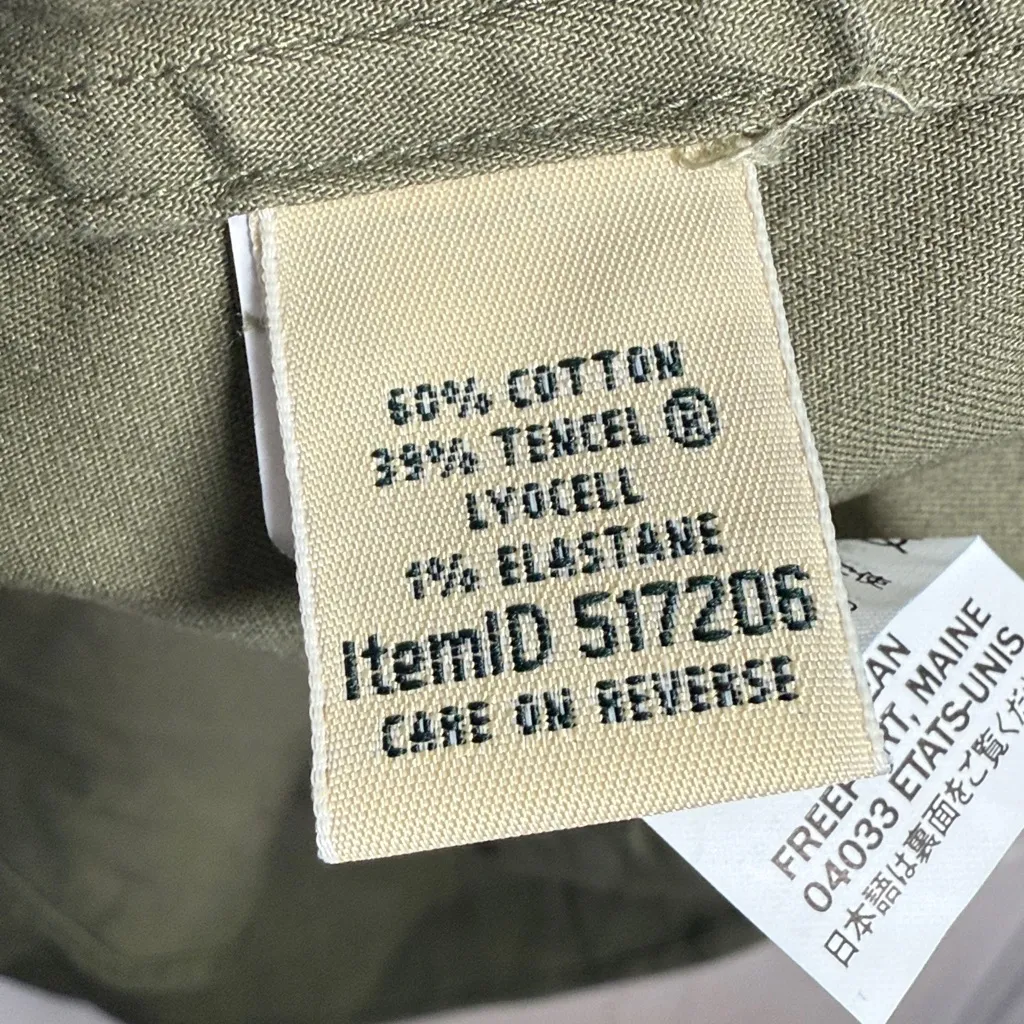 60% COTTON
39% TENCEL ®
LYOCELL
1% ELASTANE
ItemID 517206
CARE ON REVERSE
FREEPORT, MAINE
04033 ETATS-UNIS
日本語は裏面をご覧くだ